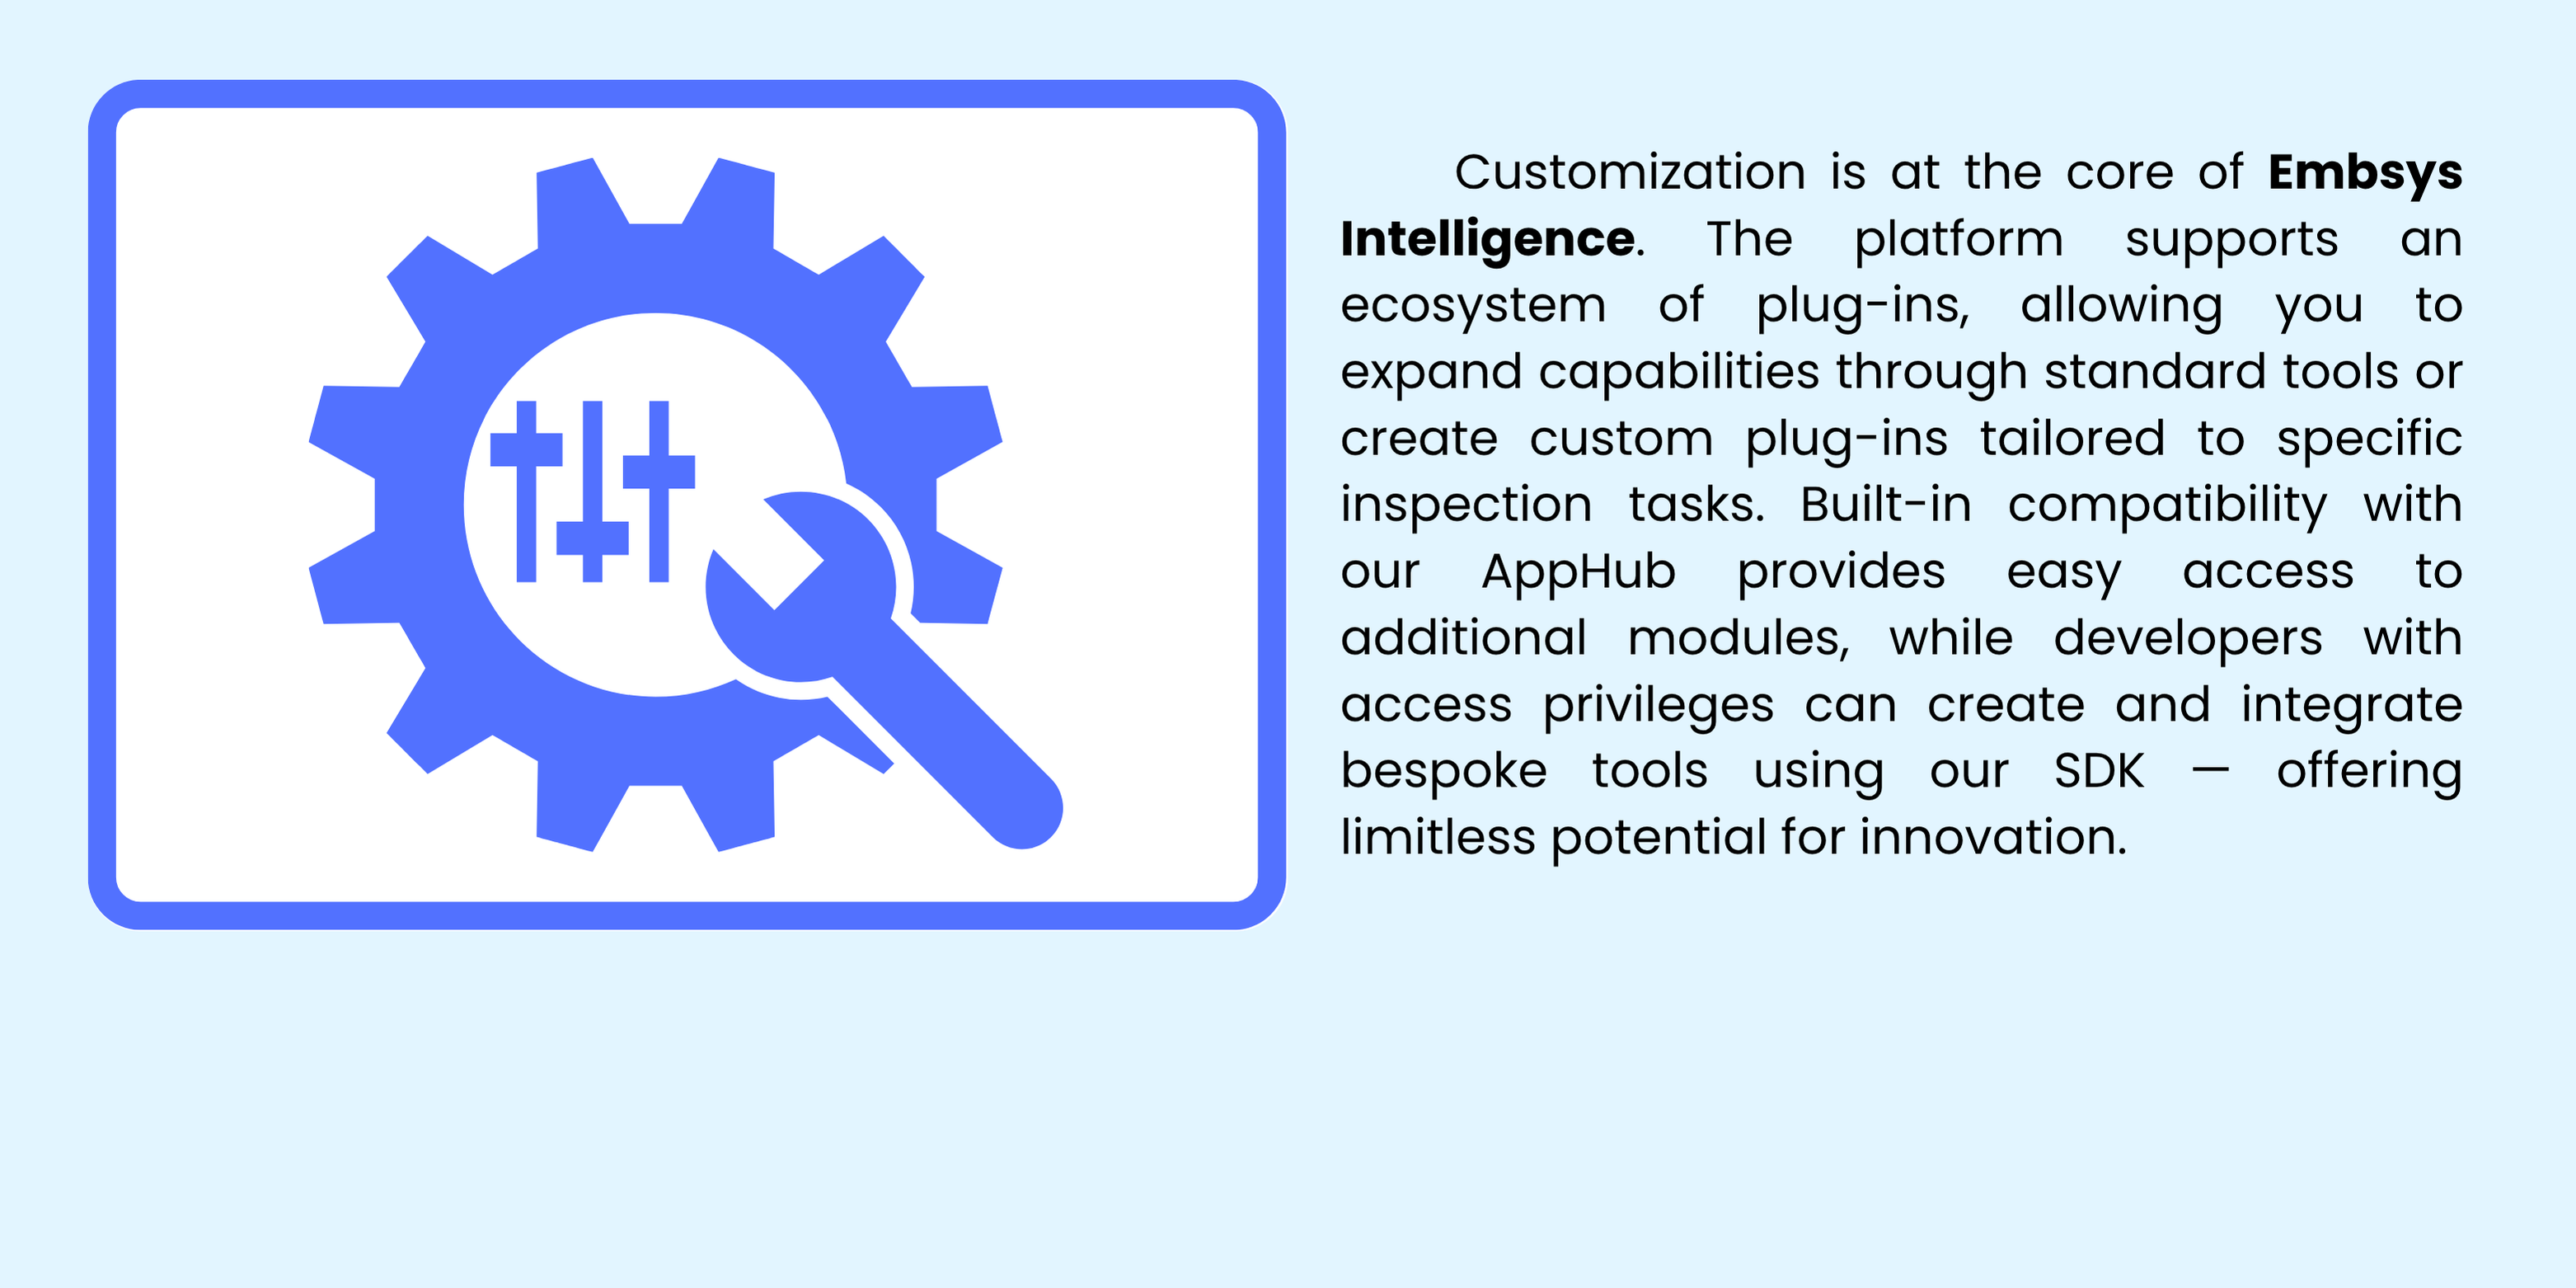 Customization is at the core of Embsys
Intelligence. The platform supports an
ecosystem of plug-ins, allowing you to
expand capabilities through standard tools or
create custom plug-ins tailored to specific
inspection tasks. Built-in compatibility with
our AppHub provides easy access to
additional modules, while developers with
access privileges can create and integrate
bespoke tools using our SDK — offering
limitless potential for innovation.